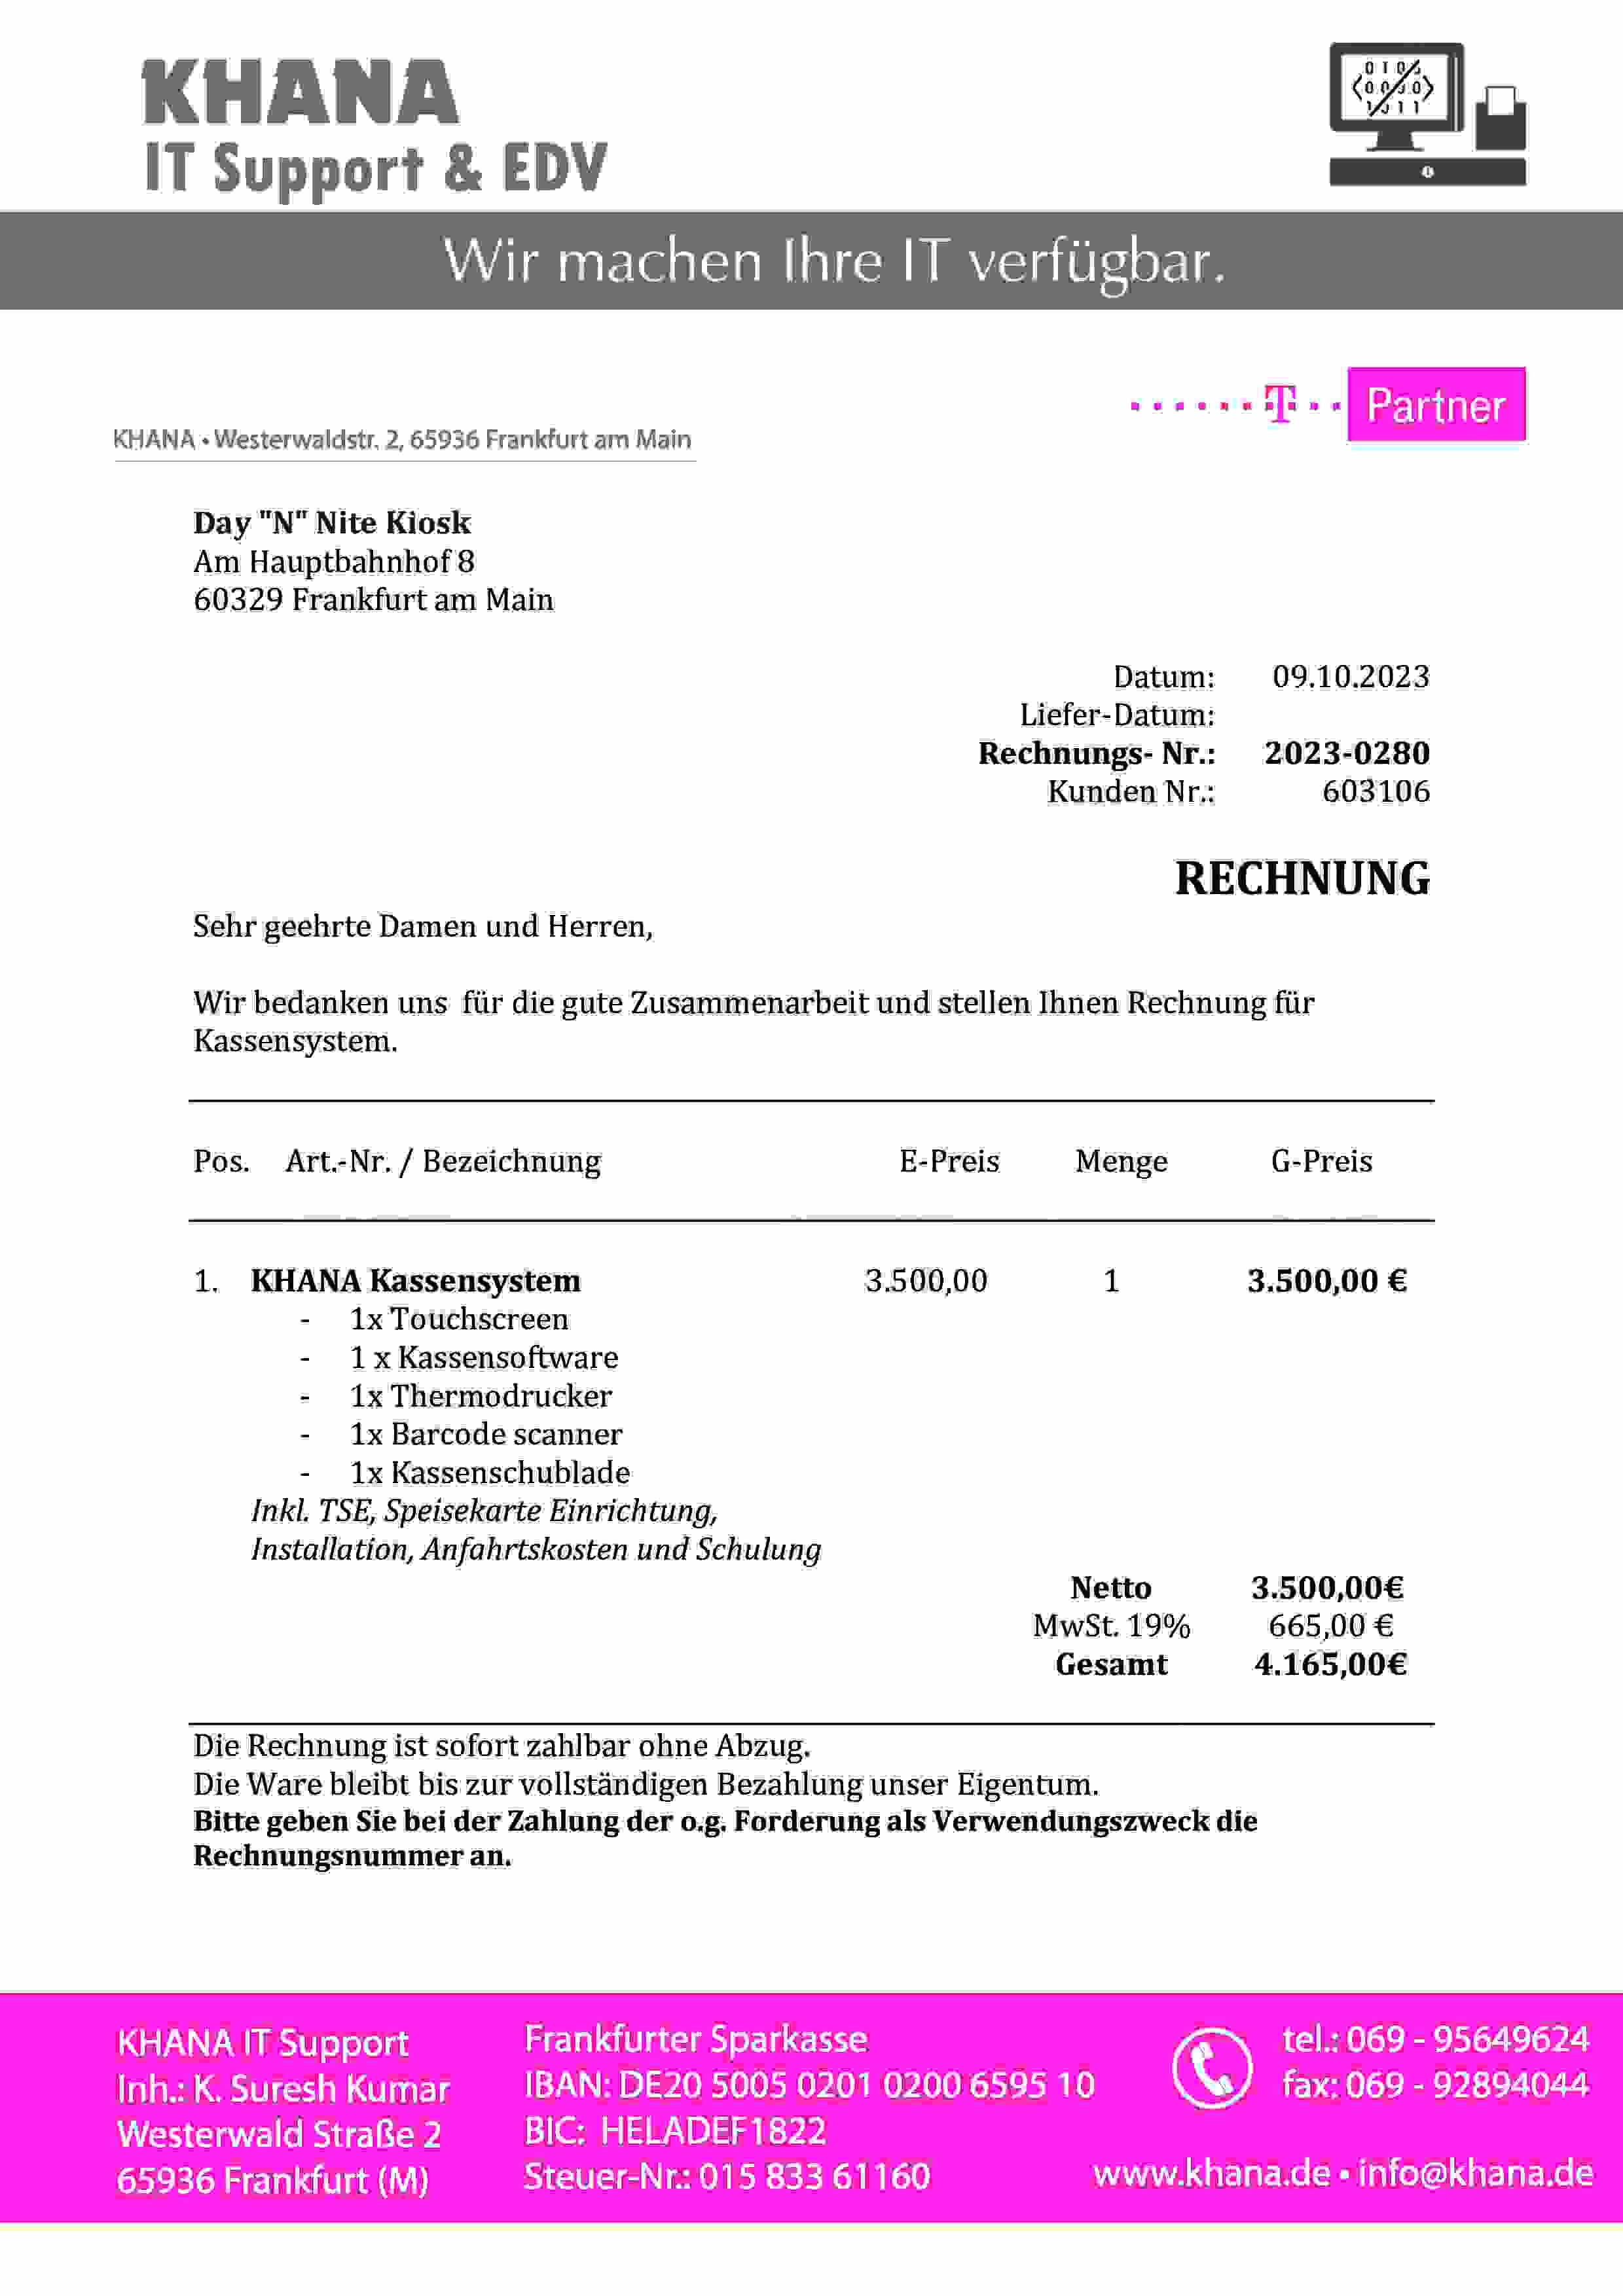 KHANA
IT Support & EDV
Wir machen Ihre IT verfügbar.
T Partner
KHANA • Westerwaldstr. 2, 65936 Frankfurt am Main
Day "N" Nite Kiosk
Am Hauptbahnhof 8
60329 Frankfurt am Main
Datum: 09.10.2023
Liefer-Datum:
Rechnungs- Nr.: 2023-0280
Kunden Nr.: 603106
RECHNUNG
Sehr geehrte Damen und Herren,
Wir bedanken uns für die gute Zusammenarbeit und stellen Ihnen Rechnung für
Kassensystem.
Pos. Art.-Nr. / Bezeichnung E-Preis Menge G-Preis
1. KHANA Kassensystem 3.500,00 1 3.500,00 €
- 1x Touchscreen
- 1 x Kassensoftware
- 1x Thermodrucker
- 1x Barcode scanner
- 1x Kassenschublade
Inkl. TSE, Speisekarte Einrichtung,
Installation, Anfahrtskosten und Schulung
Netto 3.500,00€
MwSt. 19% 665,00 €
Gesamt 4.165,00€
Die Rechnung ist sofort zahlbar ohne Abzug.
Die Ware bleibt bis zur vollständigen Bezahlung unser Eigentum.
Bitte geben Sie bei der Zahlung der o.g. Forderung als Verwendungszweck die
Rechnungsnummer an.
KHANA IT Support
Inh.: K. Suresh Kumar
Westerwald Straße 2
65936 Frankfurt (M)
Frankfurter Sparkasse
IBAN: DE20 5005 0201 0200 6595 10
BIC: HELADEF1822
Steuer-Nr.: 015 833 61160
tel.: 069 - 95649624
fax: 069 - 92894044
www.khana.de • info@khana.de